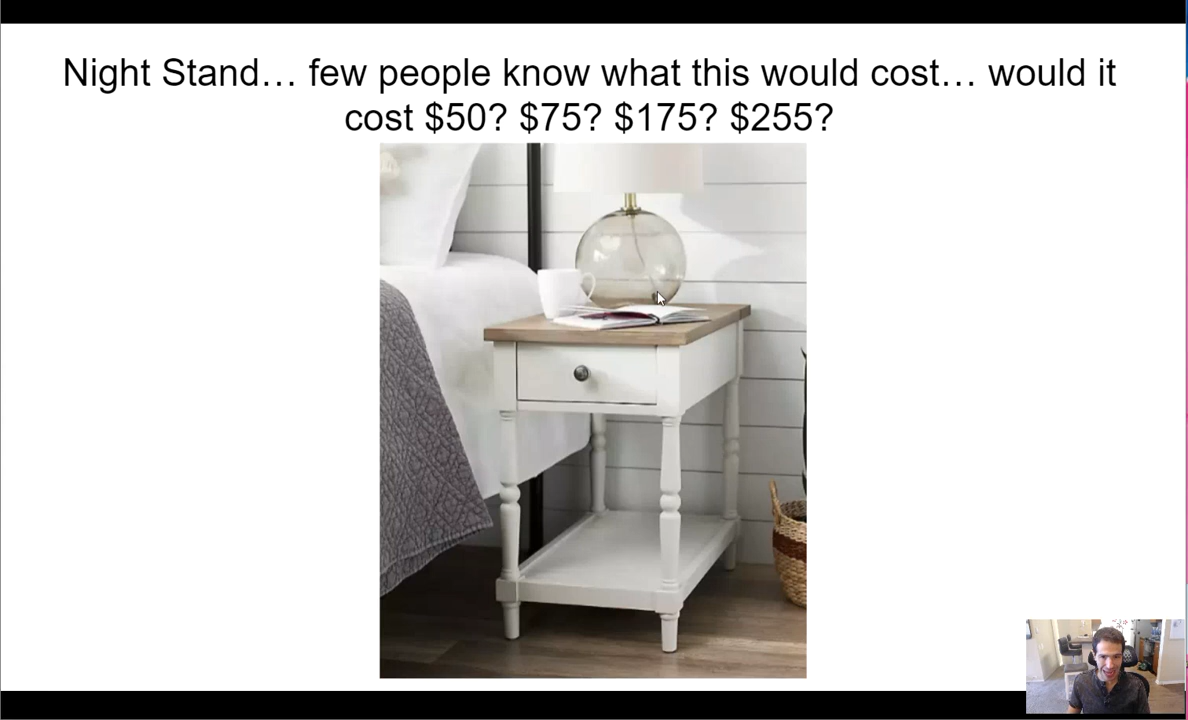 Night Stand… few people know what this would cost… would it
cost $50? $75? $175? $255?